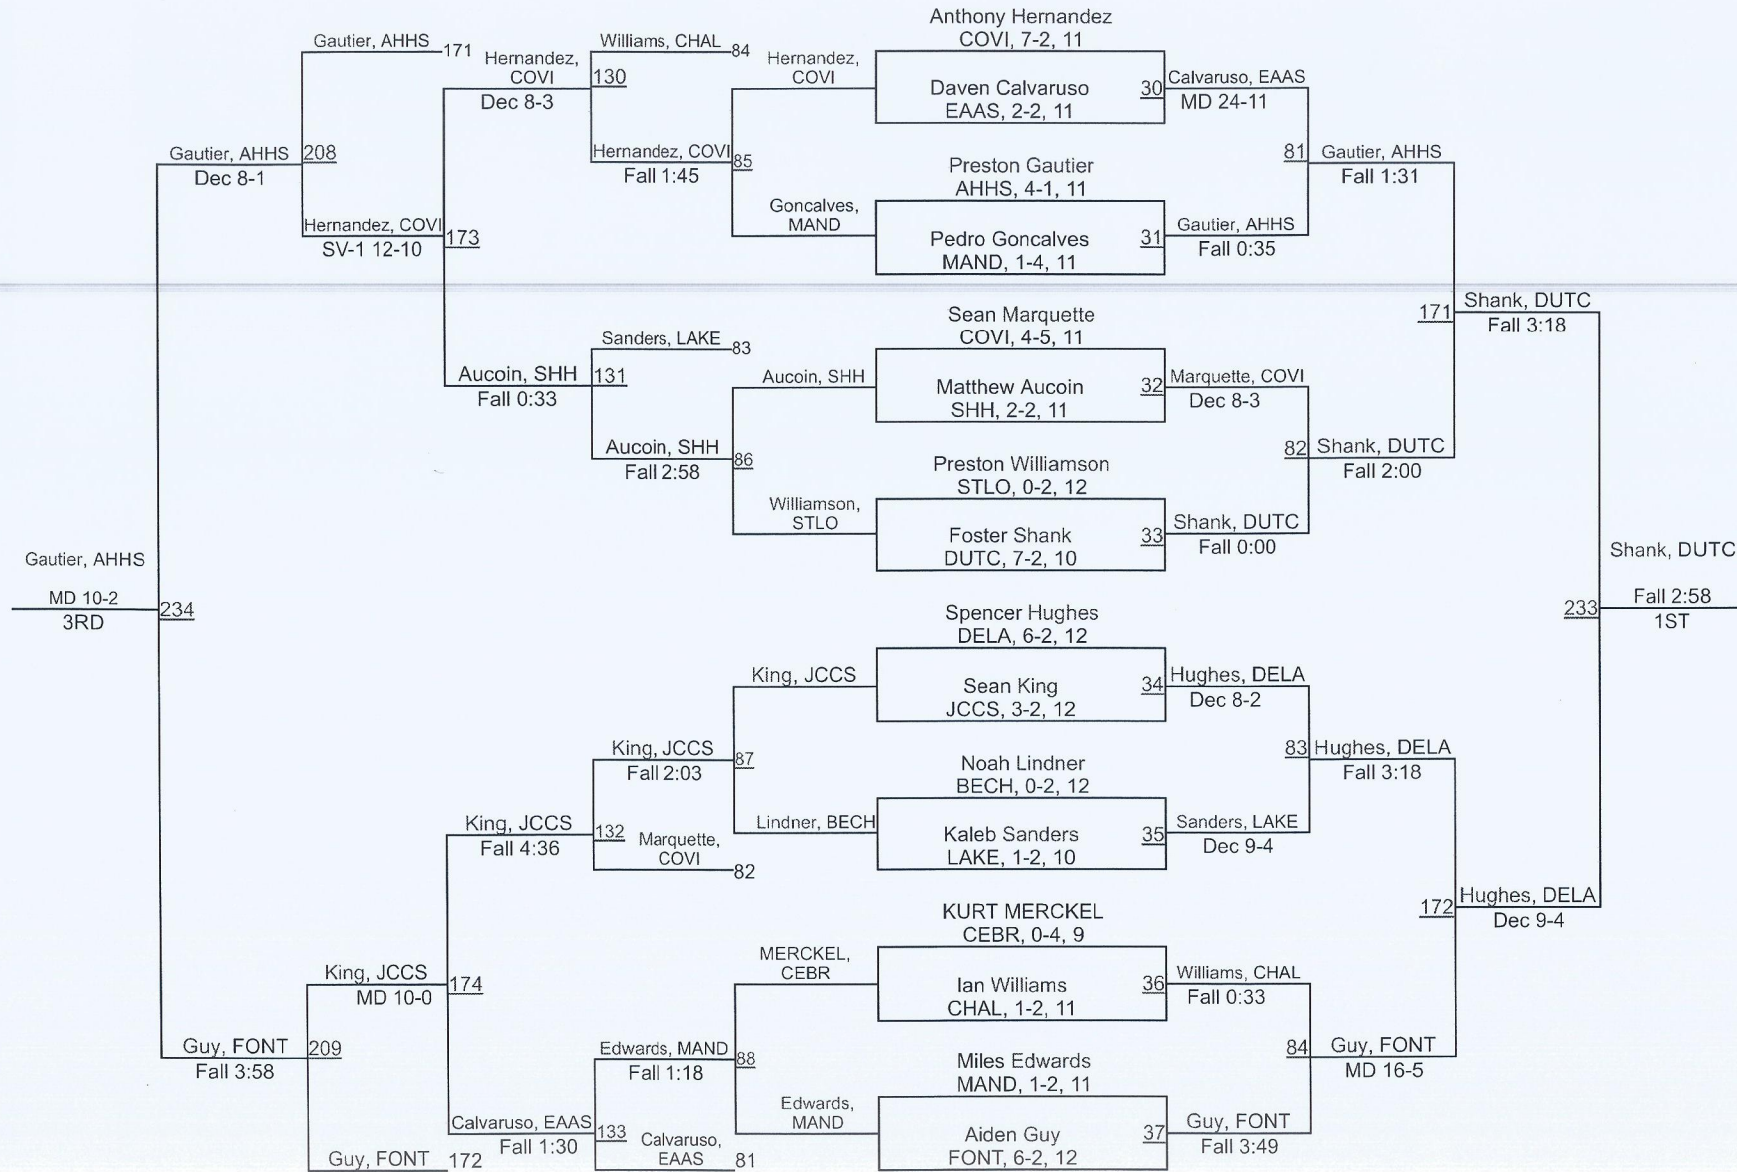 Anthony Hernandez
COVI, 7-2, 11
Daven Calvaruso
EAAS, 2-2, 11
30
Preston Gautier
AHHS, 4-1, 11
Pedro Goncalves
MAND, 1-4, 11
31
Sean Marquette
COVI, 4-5, 11
Matthew Aucoin
SHH, 2-2, 11
32
Preston Williamson
STLO, 0-2, 12
Foster Shank
DUTC, 7-2, 10
33
Spencer Hughes
DELA, 6-2, 12
Sean King
JCCS, 3-2, 12
34
Noah Lindner
BECH, 0-2, 12
Kaleb Sanders
LAKE, 1-2, 10
35
KURT MERCKEL
CEBR, 0-4, 9
Ian Williams
CHAL, 1-2, 11
36
Miles Edwards
MAND, 1-2, 11
Aiden Guy
FONT, 6-2, 12
37
Calvaruso, EAAS
MD 24-11
Gautier, AHHS
Fall 0:35
Marquette, COVI
Dec 8-3
Shank, DUTC
Fall 0:00
Hughes, DELA
Dec 8-2
Sanders, LAKE
Dec 9-4
Williams, CHAL
Fall 0:33
Guy, FONT
Fall 3:49
81
Gautier, AHHS
Fall 1:31
82
Shank, DUTC
Fall 2:00
83
Hughes, DELA
Fall 3:18
84
Guy, FONT
MD 16-5
171
Shank, DUTC
Fall 3:18
172
Hughes, DELA
Dec 9-4
233
Shank, DUTC
Fall 2:58
1ST
Hernandez,
COVI
Goncalves,
MAND
Aucoin, SHH
Williamson,
STLO
King, JCCS
Lindner, BECH
MERCKEL,
CEBR
Edwards,
MAND
Williams, CHAL
84
Hernandez, COVI
Fall 1:45
85
Sanders, LAKE
83
Aucoin, SHH
Fall 2:58
86
King, JCCS
Fall 2:03
87
Marquette,
COVI
82
Edwards, MAND
Fall 1:18
88
Calvaruso,
EAAS
81
Hernandez,
COVI
Dec 8-3
130
Aucoin, SHH
Fall 0:33
131
King, JCCS
Fall 4:36
132
Calvaruso, EAAS
Fall 1:30
133
Gautier, AHHS
171
Hernandez, COVI
SV-1 12-10
173
King, JCCS
MD 10-0
174
Guy, FONT
172
Gautier, AHHS
Dec 8-1
208
Guy, FONT
Fall 3:58
209
Gautier, AHHS
MD 10-2
3RD
234